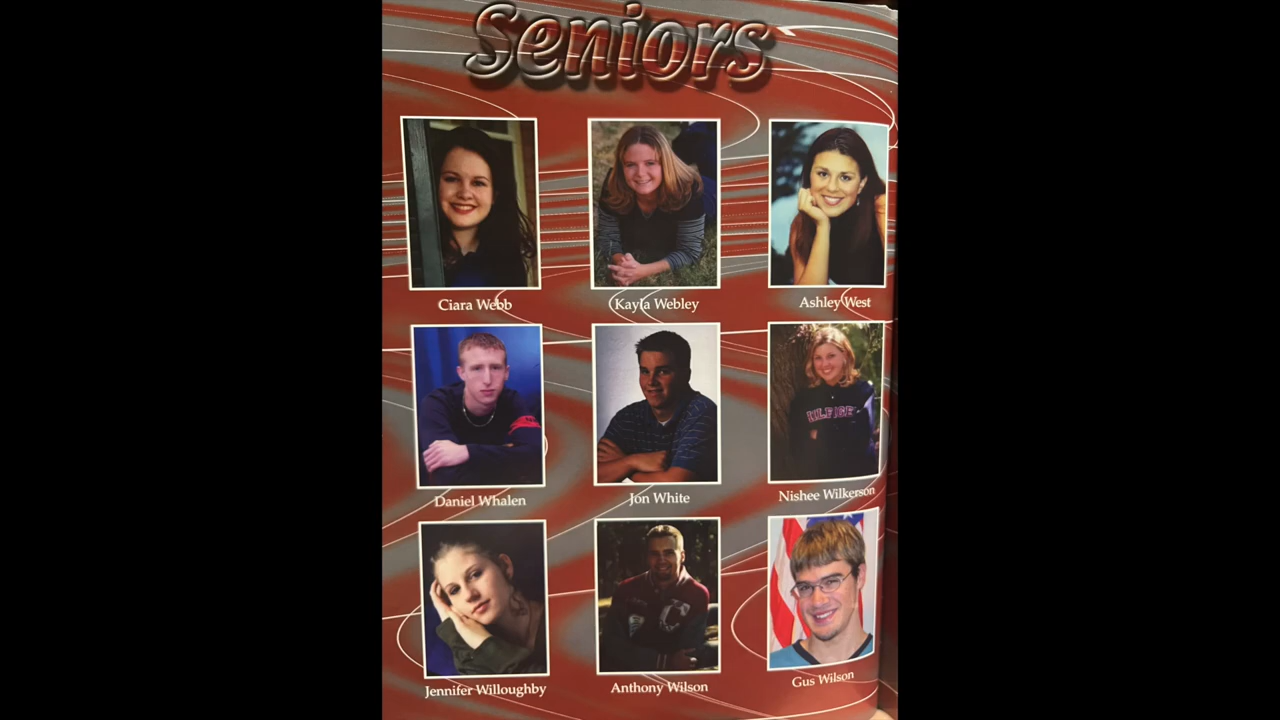 Seniors
Ciara Webb
Kayla Webley
Ashley West
Daniel Whalen
Jon White
HILFIGER
Nishee Wilkerson
C
Jennifer Willoughby
Anthony Wilson
Gus Wilson